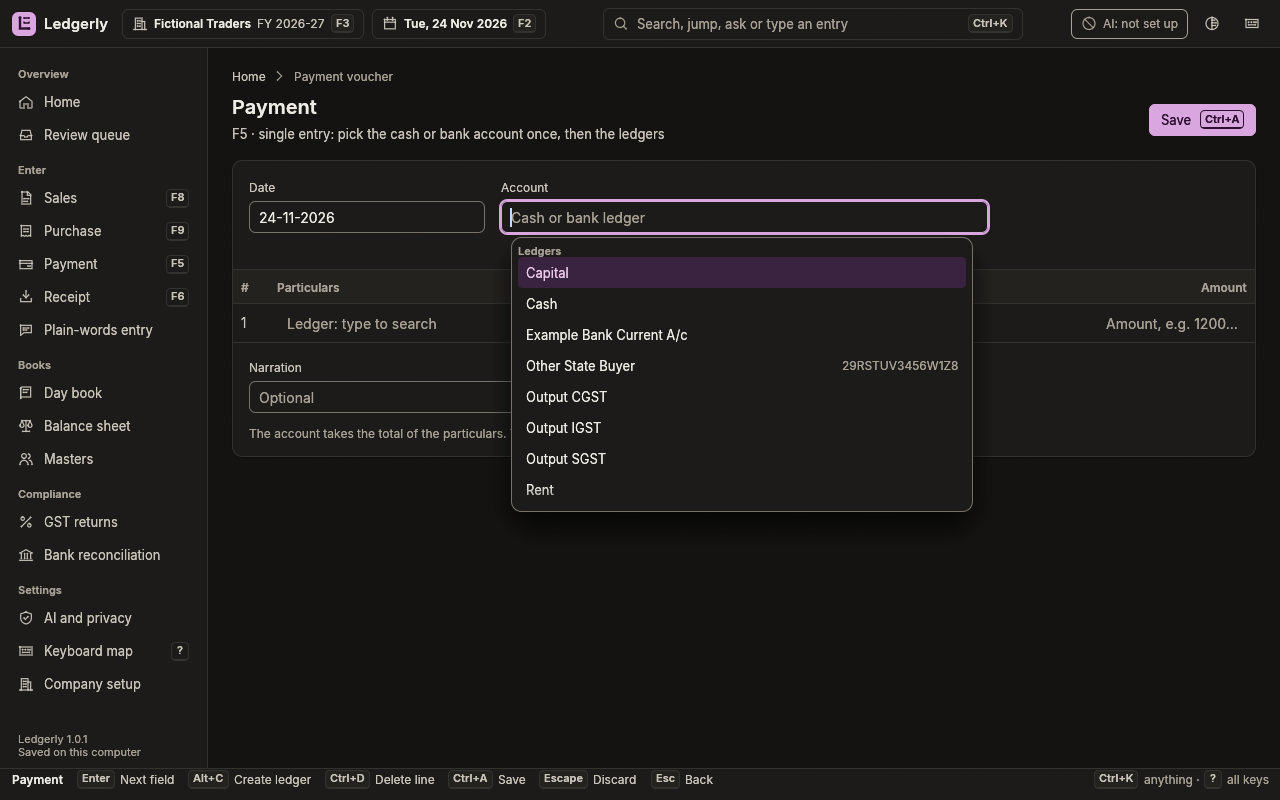 Ledgerly
Fictional Traders FY 2026-27 F3
Tue, 24 Nov 2026 F2
Search, jump, ask or type an entry Ctrl+K
AI: not set up
Overview
Home
Review queue
Enter
Sales F8
Purchase F9
Payment F5
Receipt F6
Plain-words entry
Books
Day book
Balance sheet
Masters
Compliance
GST returns
Bank reconciliation
Settings
AI and privacy
Keyboard map ?
Company setup
Ledgerly 1.0.1
Saved on this computer
Home > Payment voucher
Payment
F5 · single entry: pick the cash or bank account once, then the ledgers
Save Ctrl+A
Date
24-11-2026
Account
Cash or bank ledger
Ledgers
Capital
Cash
Example Bank Current A/c
Other State Buyer 29RSTUV3456W1Z8
Output CGST
Output IGST
Output SGST
Rent
# Particulars Amount
1 Ledger: type to search Amount, e.g. 1200...
Narration
Optional
The account takes the total of the particulars.
Payment Enter Next field Alt+C Create ledger Ctrl+D Delete line Ctrl+A Save Escape Discard Esc Back Ctrl+K anything · ? all keys